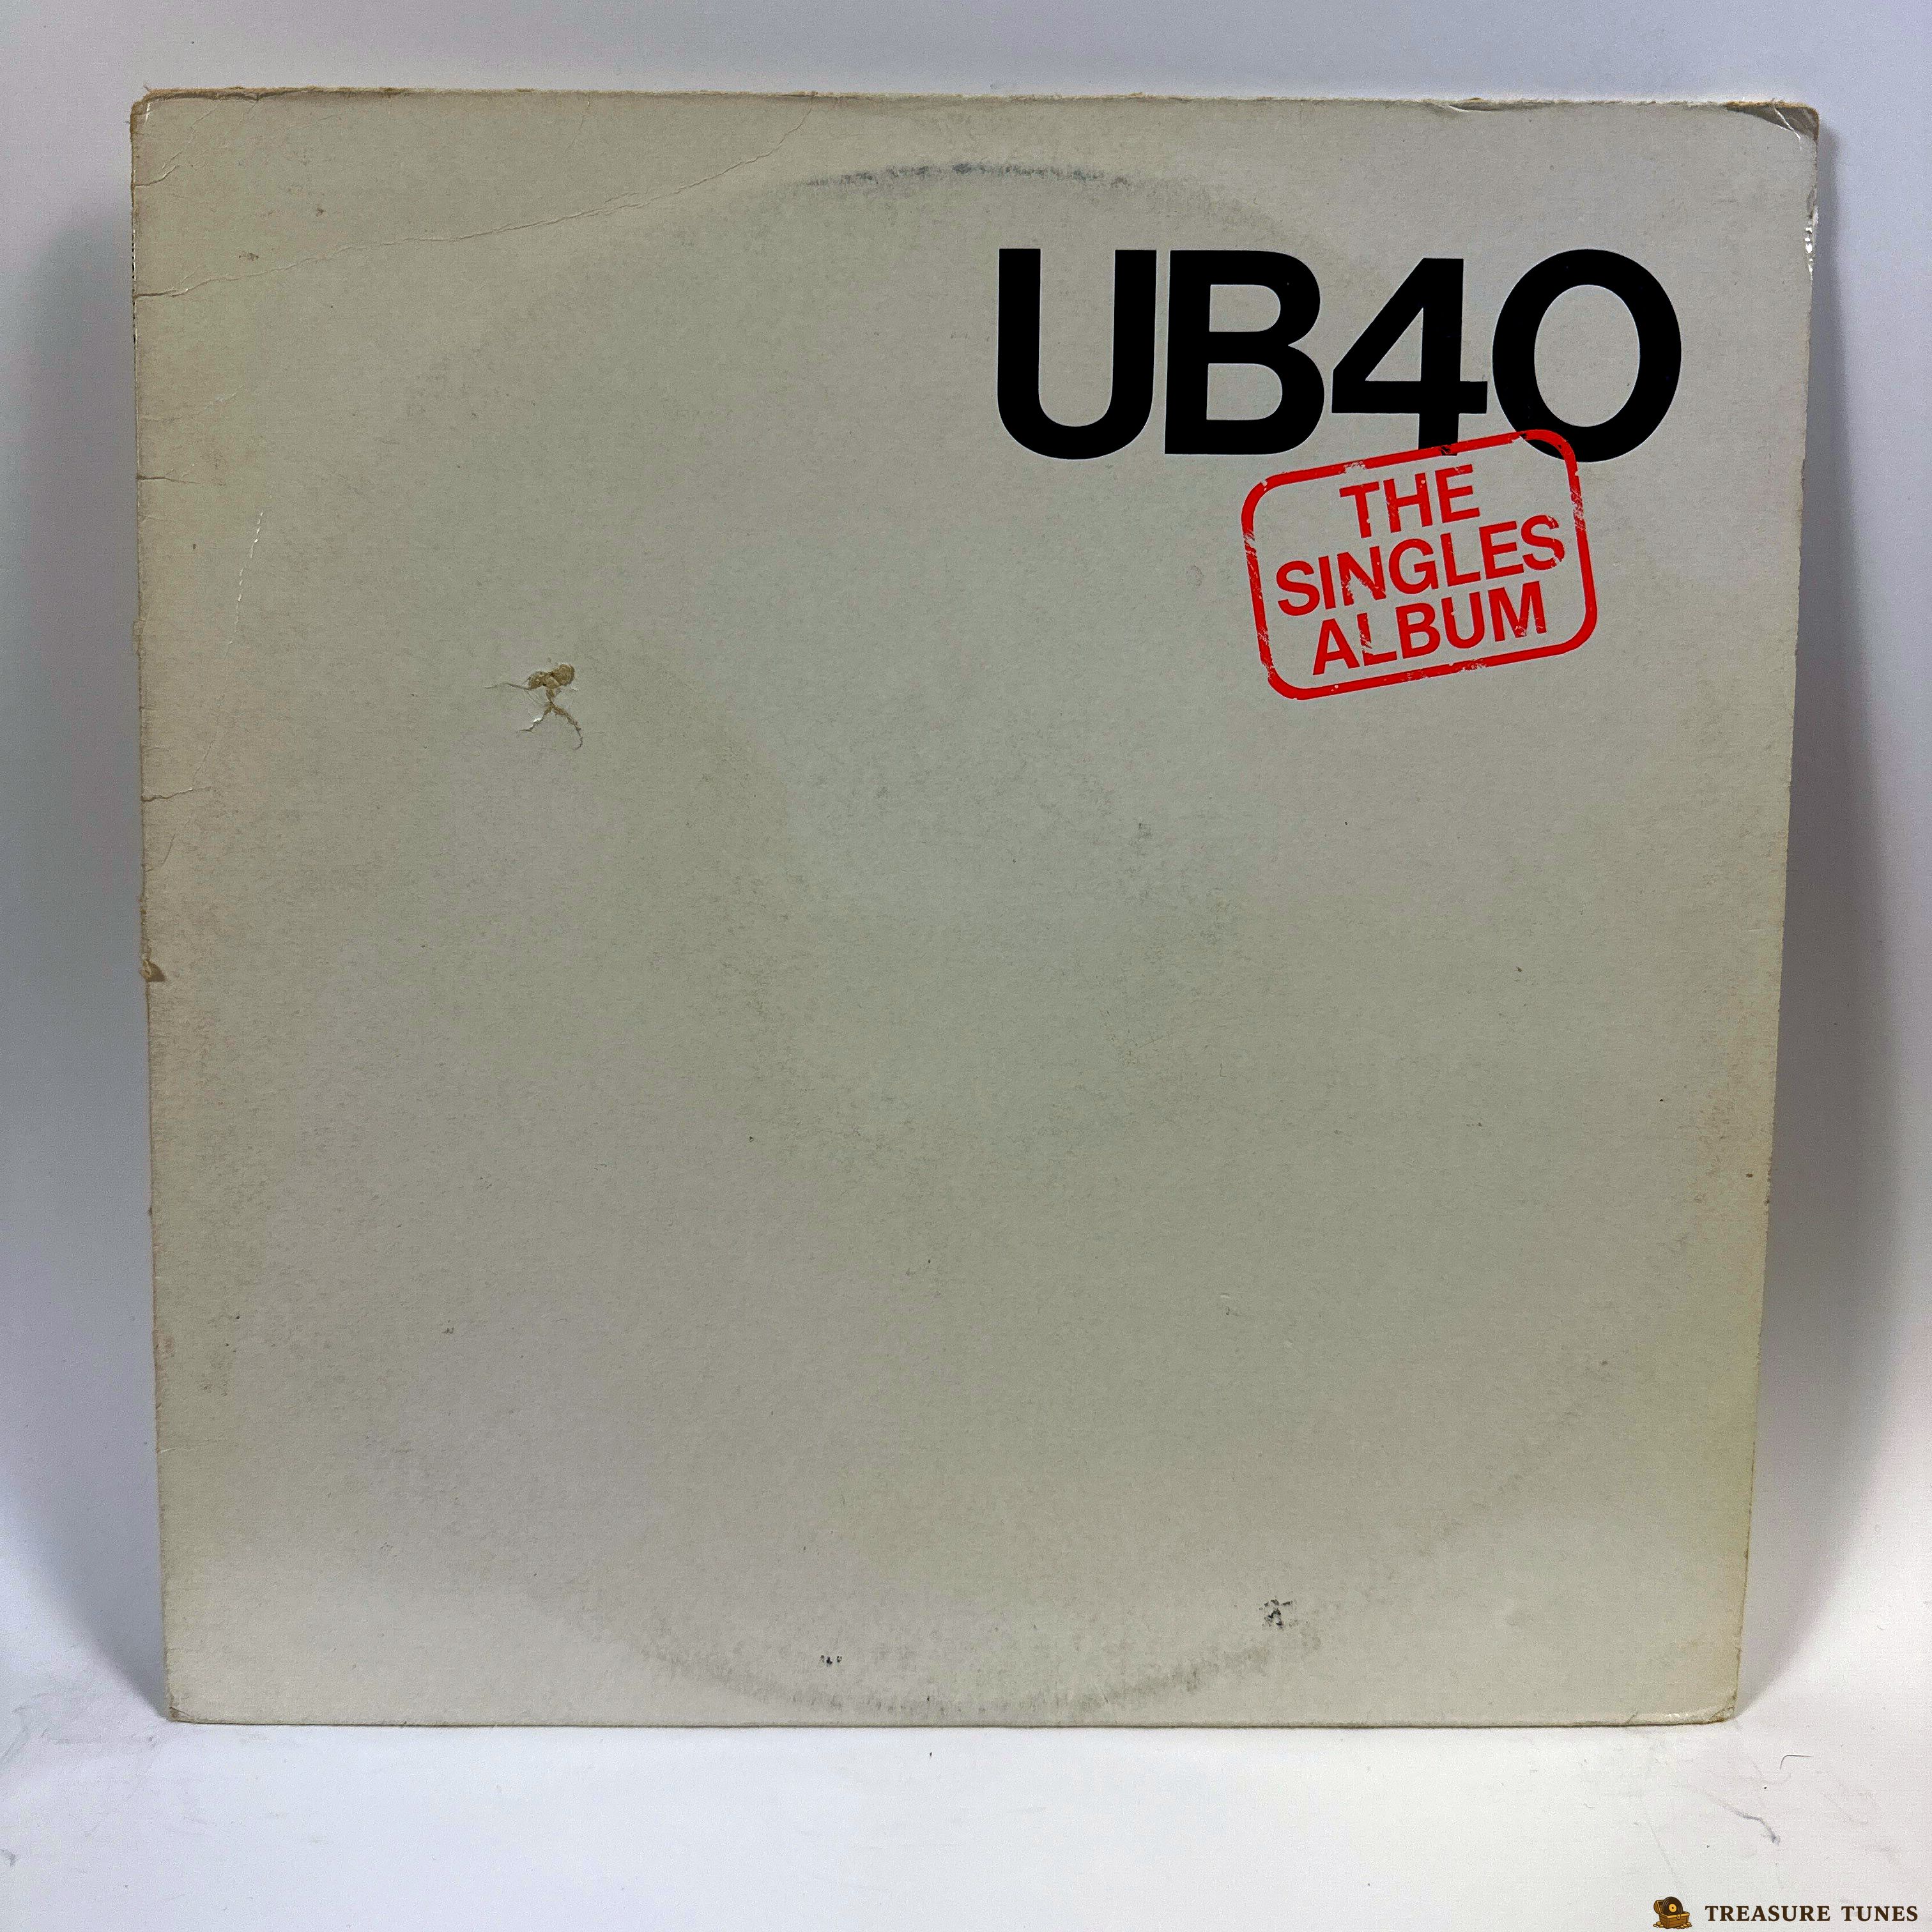 UB40
THE
SINGLES
ALBUM
TREASURE TUNES